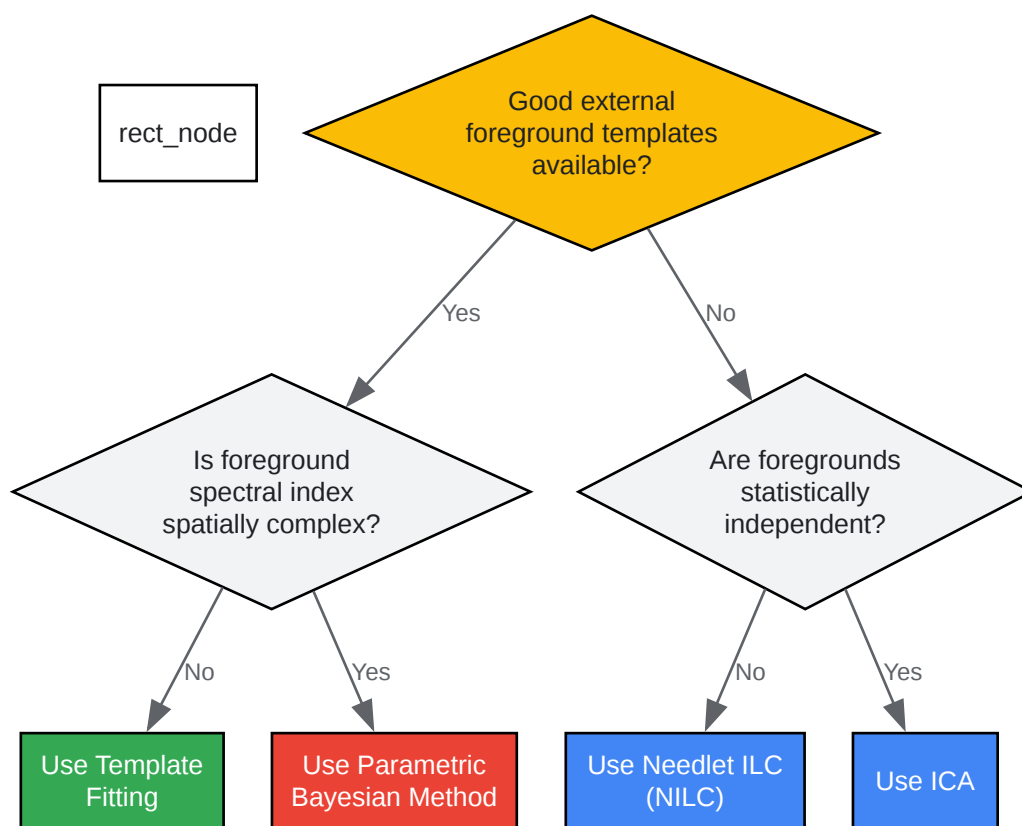 rect_node
Good external
foreground templates
available?
Yes
No
Is foreground
spectral index
spatially complex?
Are foregrounds
statistically
independent?
No
Yes
No
Yes
Use Template
Fitting
Use Parametric
Bayesian Method
Use Needlet ILC
(NILC)
Use ICA